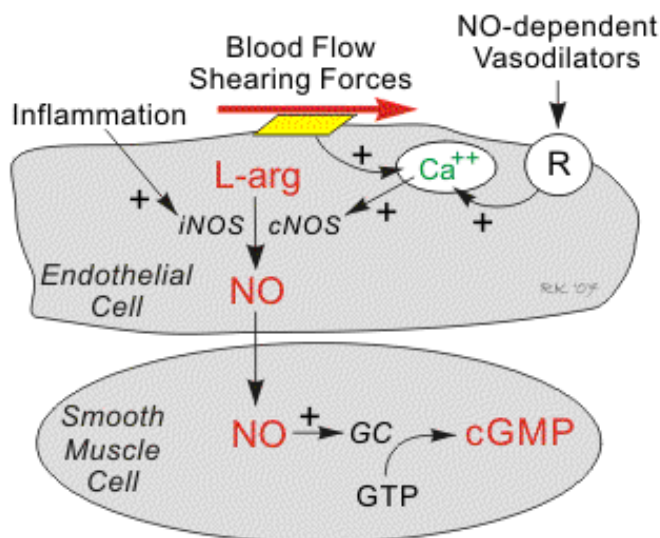 Blood Flow
Shearing Forces
NO-dependent
Vasodilators
Inflammation
+
Ca++
R
L-arg
+
+
+
iNOS
cNOS
Endothelial
Cell
NO
RK '07
Smooth
Muscle
Cell
NO
+
GC
cGMP
GTP